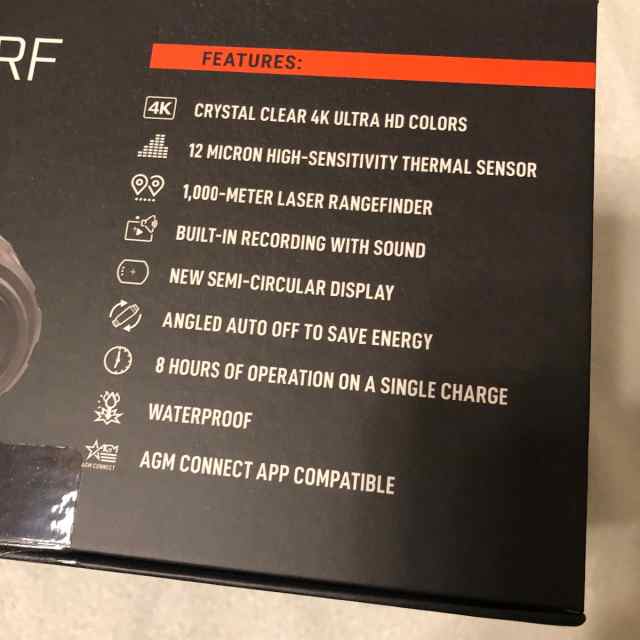 RF
FEATURES:
4K CRYSTAL CLEAR 4K ULTRA HD COLORS
12 MICRON HIGH-SENSITIVITY THERMAL SENSOR
1,000-METER LASER RANGEFINDER
BUILT-IN RECORDING WITH SOUND
NEW SEMI-CIRCULAR DISPLAY
ANGLED AUTO OFF TO SAVE ENERGY
8 HOURS OF OPERATION ON A SINGLE CHARGE
WATERPROOF
AGM
AGM CONNECT
AGM CONNECT APP COMPATIBLE